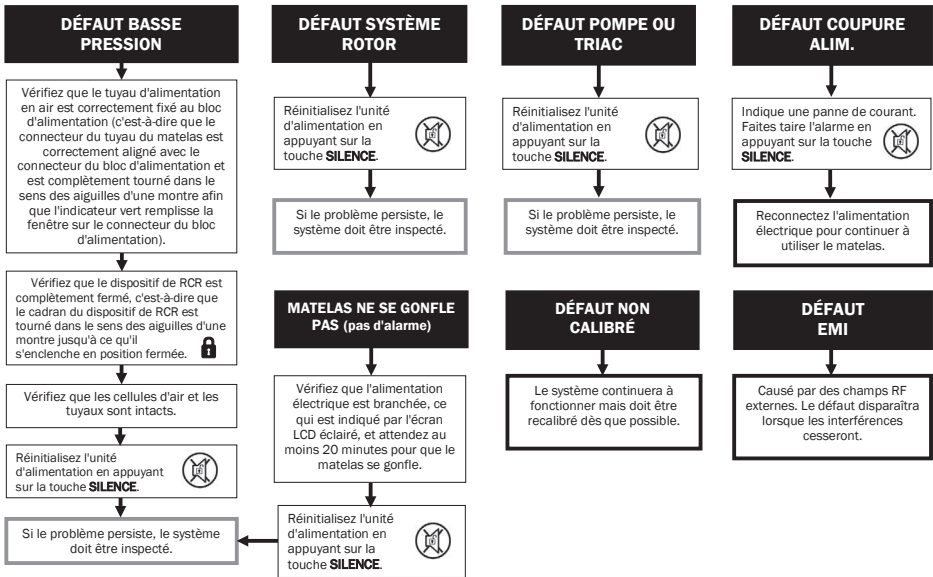 DÉFAUT BASSE
PRESSION
Vérifiez que le tuyau d'alimentation
en air est correctement fixé au bloc
d'alimentation (c'est-à-dire que le
connecteur du tuyau du matelas est
correctement aligné avec le
connecteur du bloc d'alimentation et
est complètement tourné dans le
sens des aiguilles d'une montre afin
que l'indicateur vert remplisse la
fenêtre sur le connecteur du bloc
d'alimentation).
Vérifiez que le dispositif de RCR est
complètement fermé, c'est-à-dire que
le cadran du dispositif de RCR est
tourné dans le sens des aiguilles d'une
montre jusqu'à ce qu'il
s'enclenche en position fermée.
Vérifiez que les cellules d'air et les
tuyaux sont intacts.
Réinitialisez l'unité
d'alimentation en appuyant
sur la touche SILENCE.
Si le problème persiste, le système
doit être inspecté.
DÉFAUT SYSTÈME
ROTOR
Réinitialisez l'unité
d'alimentation en
appuyant sur la
touche SILENCE.
Si le problème persiste, le
système doit être inspecté.
MATELAS NE SE GONFLE
PAS (pas d'alarme)
Vérifiez que l'alimentation
électrique est branchée, ce
qui est indiqué par l'écran
LCD éclairé, et attendez au
moins 20 minutes pour que le
matelas se gonfle.
Réinitialisez l'unité
d'alimentation en
appuyant sur la
touche SILENCE.
DÉFAUT POMPE OU
TRIAC
Réinitialisez l'unité
d'alimentation en
appuyant sur la
touche SILENCE.
Si le problème persiste, le
système doit être inspecté.
DÉFAUT NON
CALIBRÉ
Le système continuera à
fonctionner mais doit être
recalibré dès que possible.
DÉFAUT COUPURE
ALIM.
Indique une panne de courant.
Faites taire l'alarme en
appuyant sur la touche
SILENCE.
Reconnectez l'alimentation
électrique pour continuer à
utiliser le matelas.
DÉFAUT
EMI
Causé par des champs RF
externes. Le défaut disparaîtra
lorsque les interférences
cesseront.